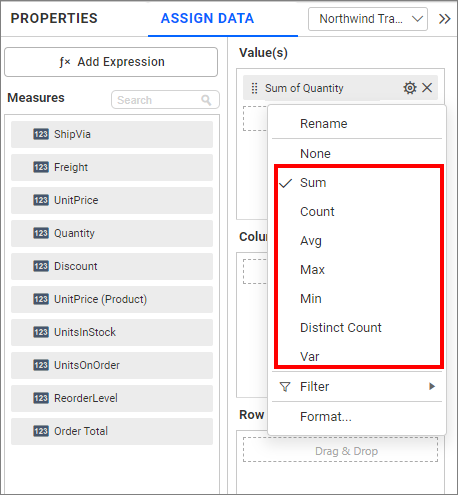 PROPERTIES
ASSIGN DATA
Northwind Tra...
ƒx Add Expression
Measures
Search
123 ShipVia
123 Freight
123 UnitPrice
123 Quantity
123 Discount
123 UnitPrice (Product)
123 UnitsInStock
123 UnitsOnOrder
123 ReorderLevel
123 Order Total
Value(s)
Sum of Quantity
Rename
None
Sum
Count
Avg
Max
Min
Distinct Count
Var
Filter
Format...
Colu
Row
Drag & Drop